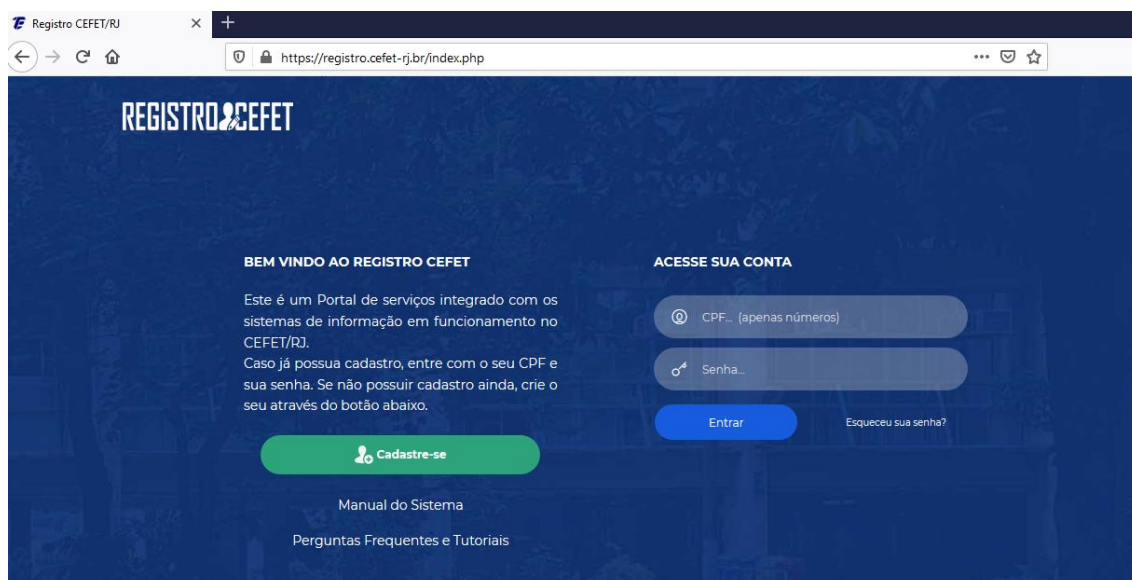 Registro CEFET/RJ
https://registro.cefet-rj.br/index.php
REGISTRO CEFET
BEM VINDO AO REGISTRO CEFET
Este é um Portal de serviços integrado com os
sistemas de informação em funcionamento no
CEFET/RJ.
Caso já possua cadastro, entre com o seu CPF e
sua senha. Se não possuir cadastro ainda, crie o
seu através do botão abaixo.
Cadastre-se
Manual do Sistema
Perguntas Frequentes e Tutoriais
ACESSE SUA CONTA
CPF... (apenas números)
Senha...
Entrar
Esqueceu sua senha?